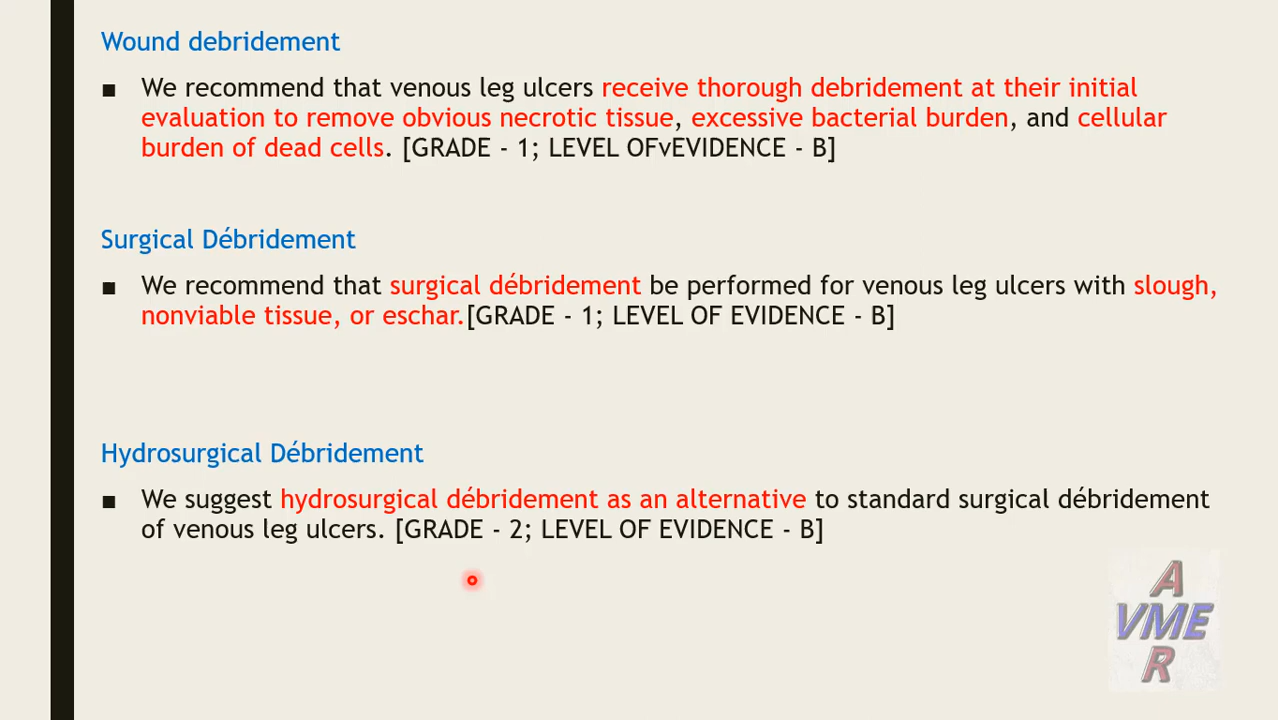 Wound debridement
■ We recommend that venous leg ulcers receive thorough debridement at their initial
evaluation to remove obvious necrotic tissue, excessive bacterial burden, and cellular
burden of dead cells. [GRADE - 1; LEVEL OFvEVIDENCE - B]
Surgical Débridement
■ We recommend that surgical débridement be performed for venous leg ulcers with slough,
nonviable tissue, or eschar.[GRADE - 1; LEVEL OF EVIDENCE - B]
Hydrosurgical Débridement
■ We suggest hydrosurgical débridement as an alternative to standard surgical débridement
of venous leg ulcers. [GRADE - 2; LEVEL OF EVIDENCE - B]
A
VME
R